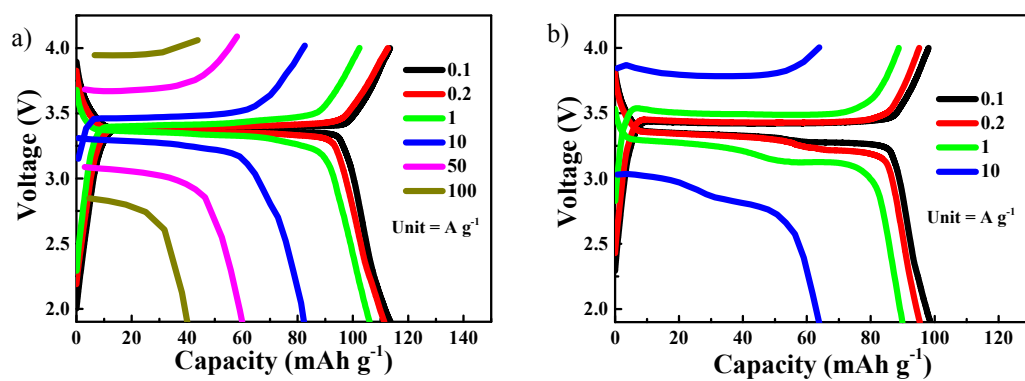 a)
Voltage (V)
4.0
3.5
3.0
2.5
2.0
0.1
0.2
1
10
50
100
Unit = A g⁻¹
0 20 40 60 80 100 120 140
Capacity (mAh g⁻¹)
b)
Voltage (V)
4.0
3.5
3.0
2.5
2.0
0.1
0.2
1
10
Unit = A g⁻¹
0 20 40 60 80 100 120
Capacity (mAh g⁻¹)